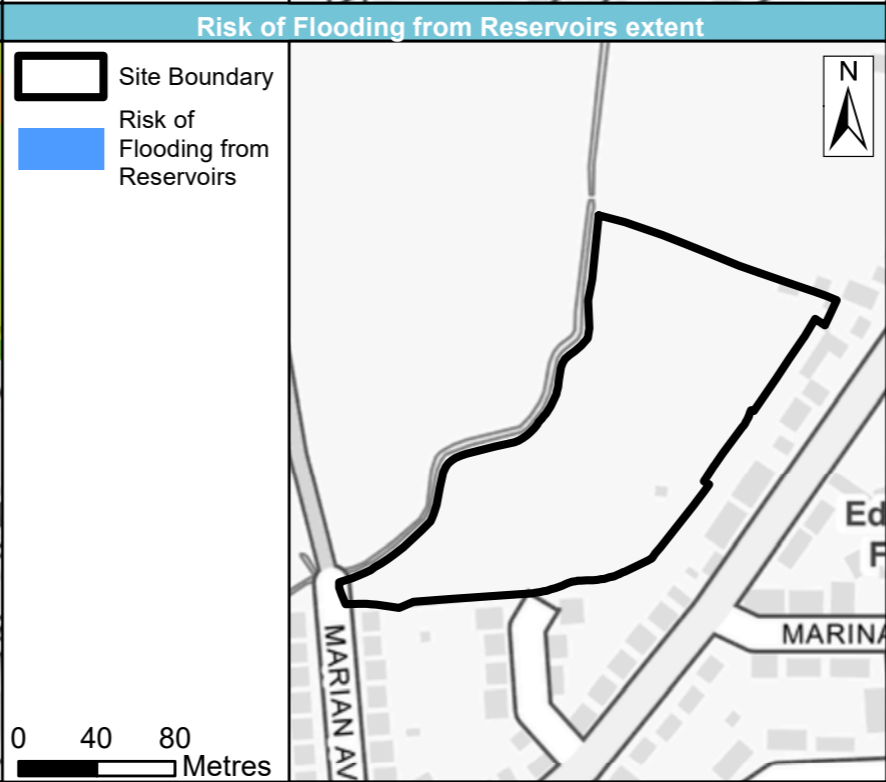 Risk of Flooding from Reservoirs extent
Site Boundary
Risk of
Flooding from
Reservoirs
N
Ed
F
MARINA
MARIAN AV
0 40 80
Metres